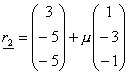 r₂ = (3, −5, −5) + μ(1, −3, −1)